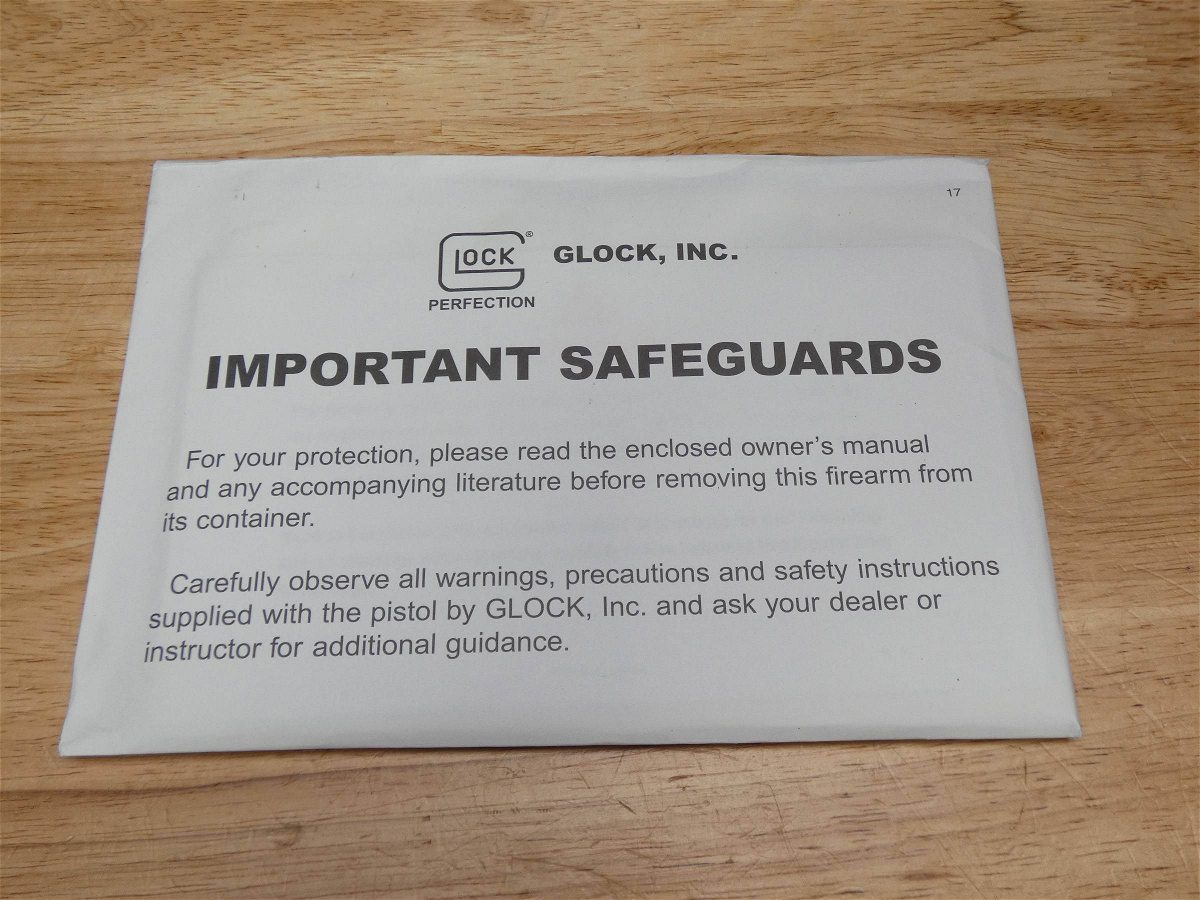 17
GLOCK ® GLOCK, INC.
PERFECTION
IMPORTANT SAFEGUARDS
For your protection, please read the enclosed owner's manual
and any accompanying literature before removing this firearm from
its container.
Carefully observe all warnings, precautions and safety instructions
supplied with the pistol by GLOCK, Inc. and ask your dealer or
instructor for additional guidance.